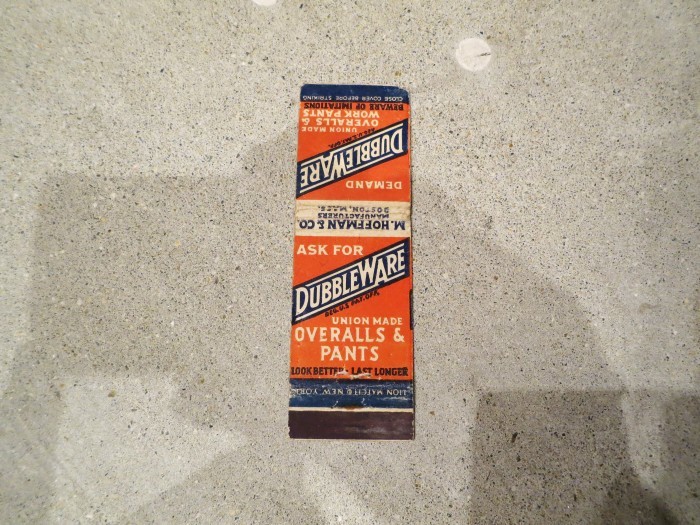 CLOSE COVER BEFORE STRIKING
BEWARE OF IMITATIONS
WORK PANTS
OVERALLS &
UNION MADE
DUBBLEWARE
DEMAND
BOSTON, MASS.
MANUFACTURERS
M. HOFFMAN & CO.
ASK FOR
DUBBLEWARE
UNION MADE
OVERALLS &
PANTS
LOOK BETTER - LAST LONGER
LION MATCH © NEW YORK